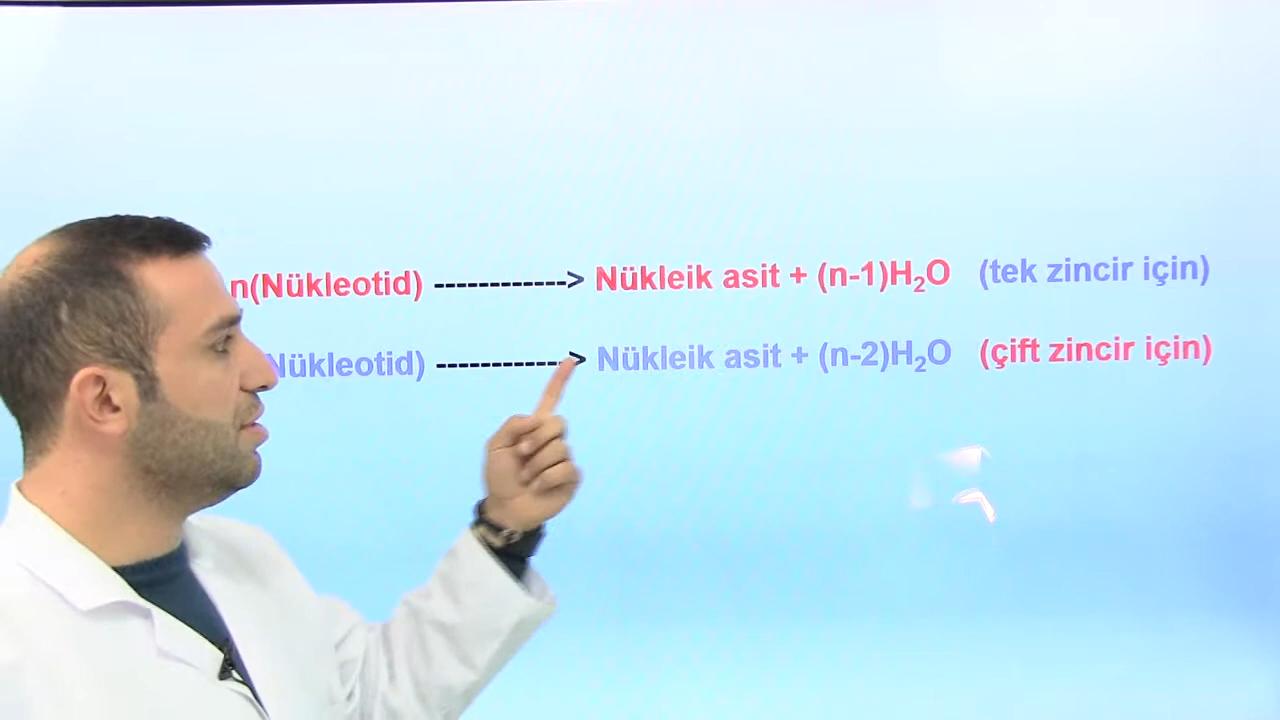 n(Nükleotid) ------------> Nükleik asit + (n-1)H₂O (tek zincir için)
Nükleotid) ------------> Nükleik asit + (n-2)H₂O (çift zincir için)